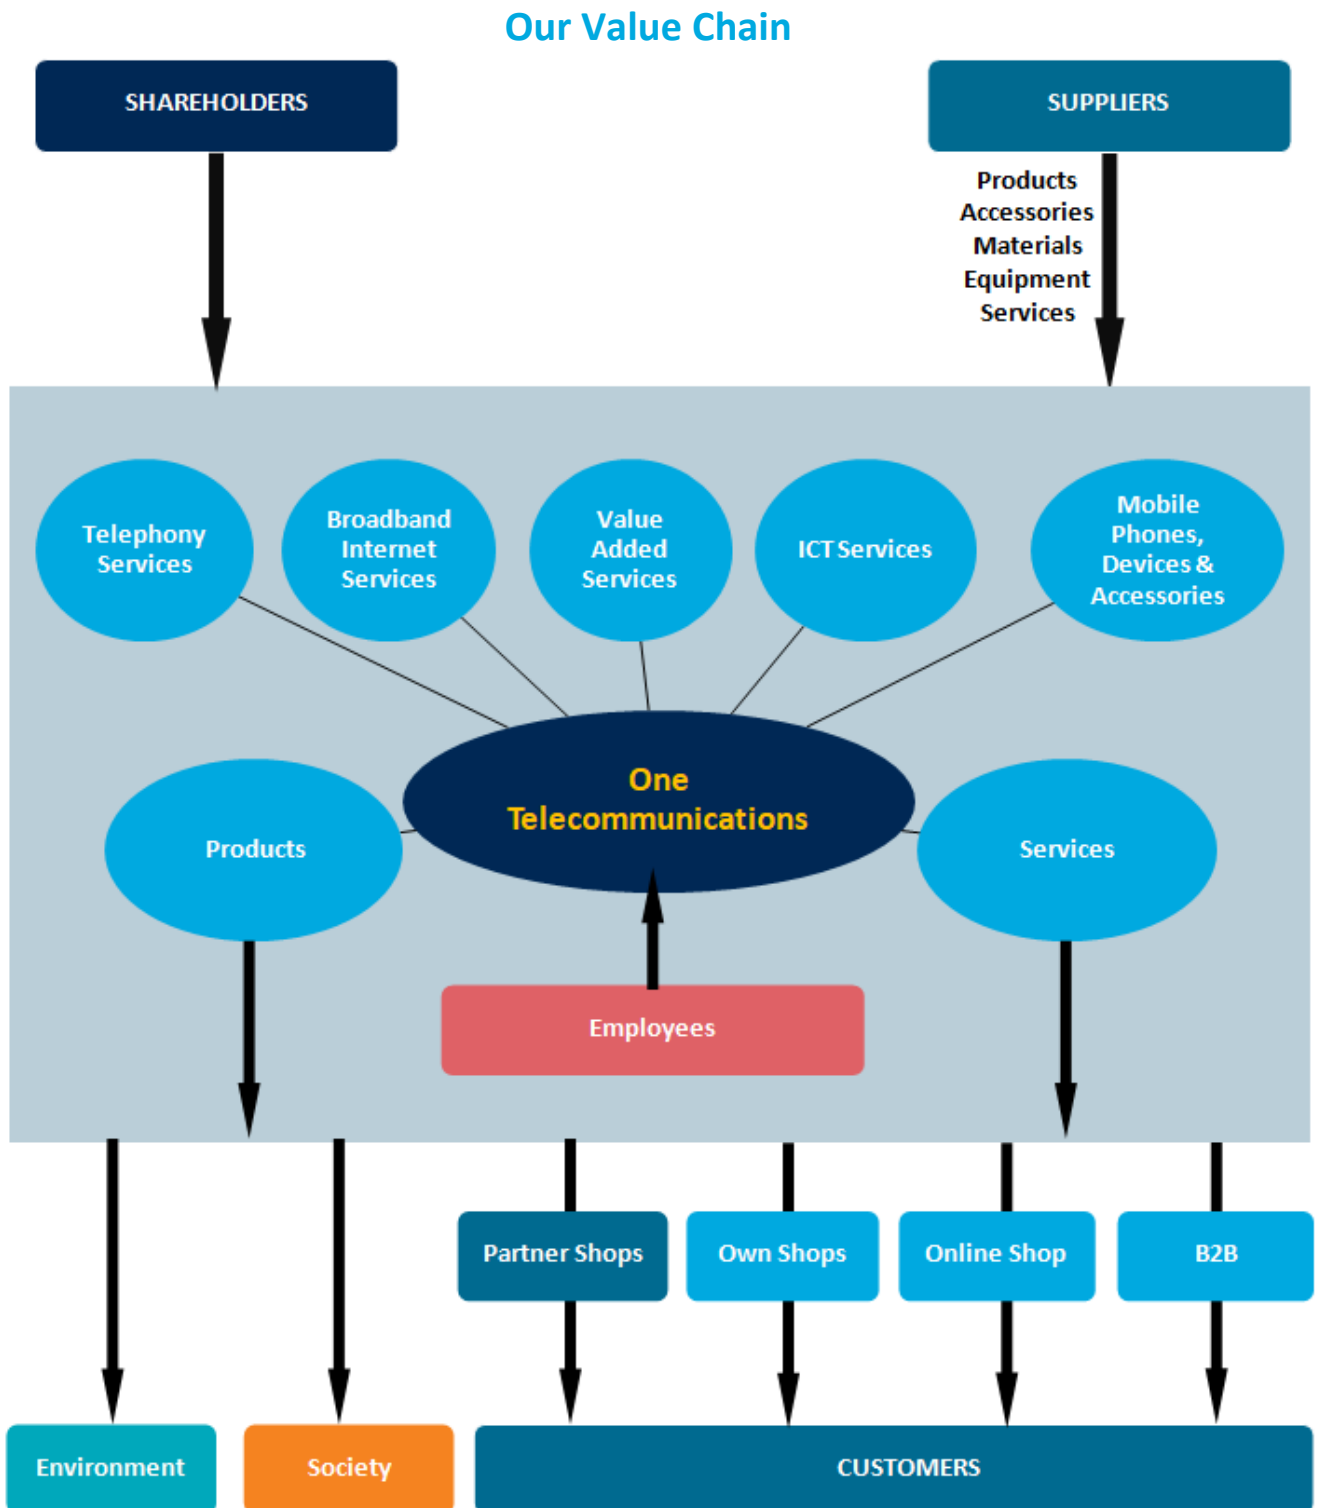 Our Value Chain
SHAREHOLDERS
SUPPLIERS
Products
Accessories
Materials
Equipment
Services
Telephony
Services
Broadband
Internet
Services
Value
Added
Services
ICT Services
Mobile
Phones,
Devices &
Accessories
One
Telecommunications
Products
Services
Employees
Partner Shops
Own Shops
Online Shop
B2B
Environment
Society
CUSTOMERS